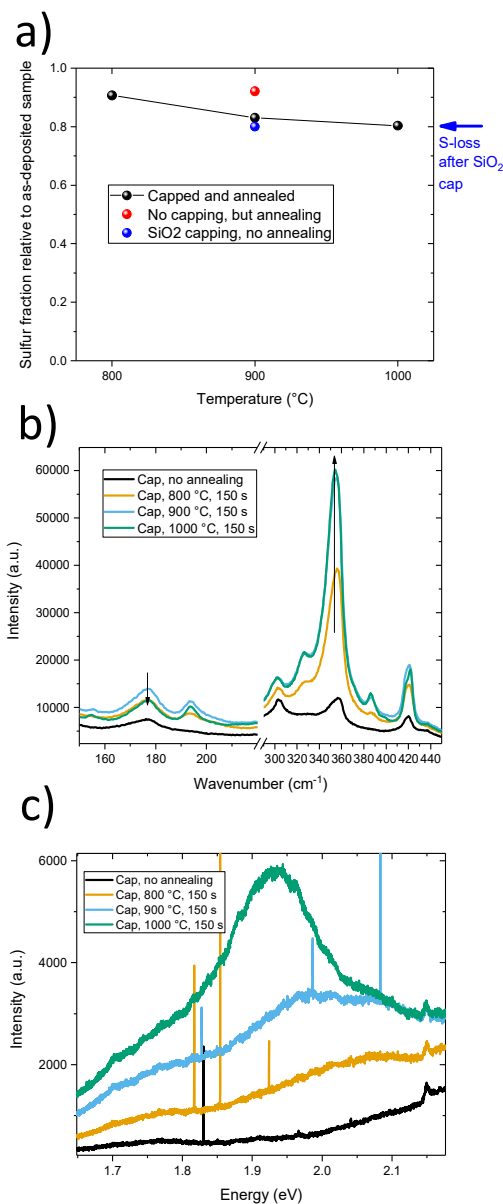 a)
Sulfur fraction relative to as-deposited sample
1.0
0.8
0.6
0.4
0.2
0.0
800
900
1000
Temperature (°C)
Capped and annealed
No capping, but annealing
SiO2 capping, no annealing
S-loss
after SiO₂
cap
b)
Intensity (a.u.)
60000
50000
40000
30000
20000
10000
160
180
200
300
320
340
360
380
400
420
440
Wavenumber (cm⁻¹)
Cap, no annealing
Cap, 800 °C, 150 s
Cap, 900 °C, 150 s
Cap, 1000 °C, 150 s
c)
Intensity (a.u.)
6000
4000
2000
1.7
1.8
1.9
2.0
2.1
Energy (eV)
Cap, no annealing
Cap, 800 °C, 150 s
Cap, 900 °C, 150 s
Cap, 1000 °C, 150 s